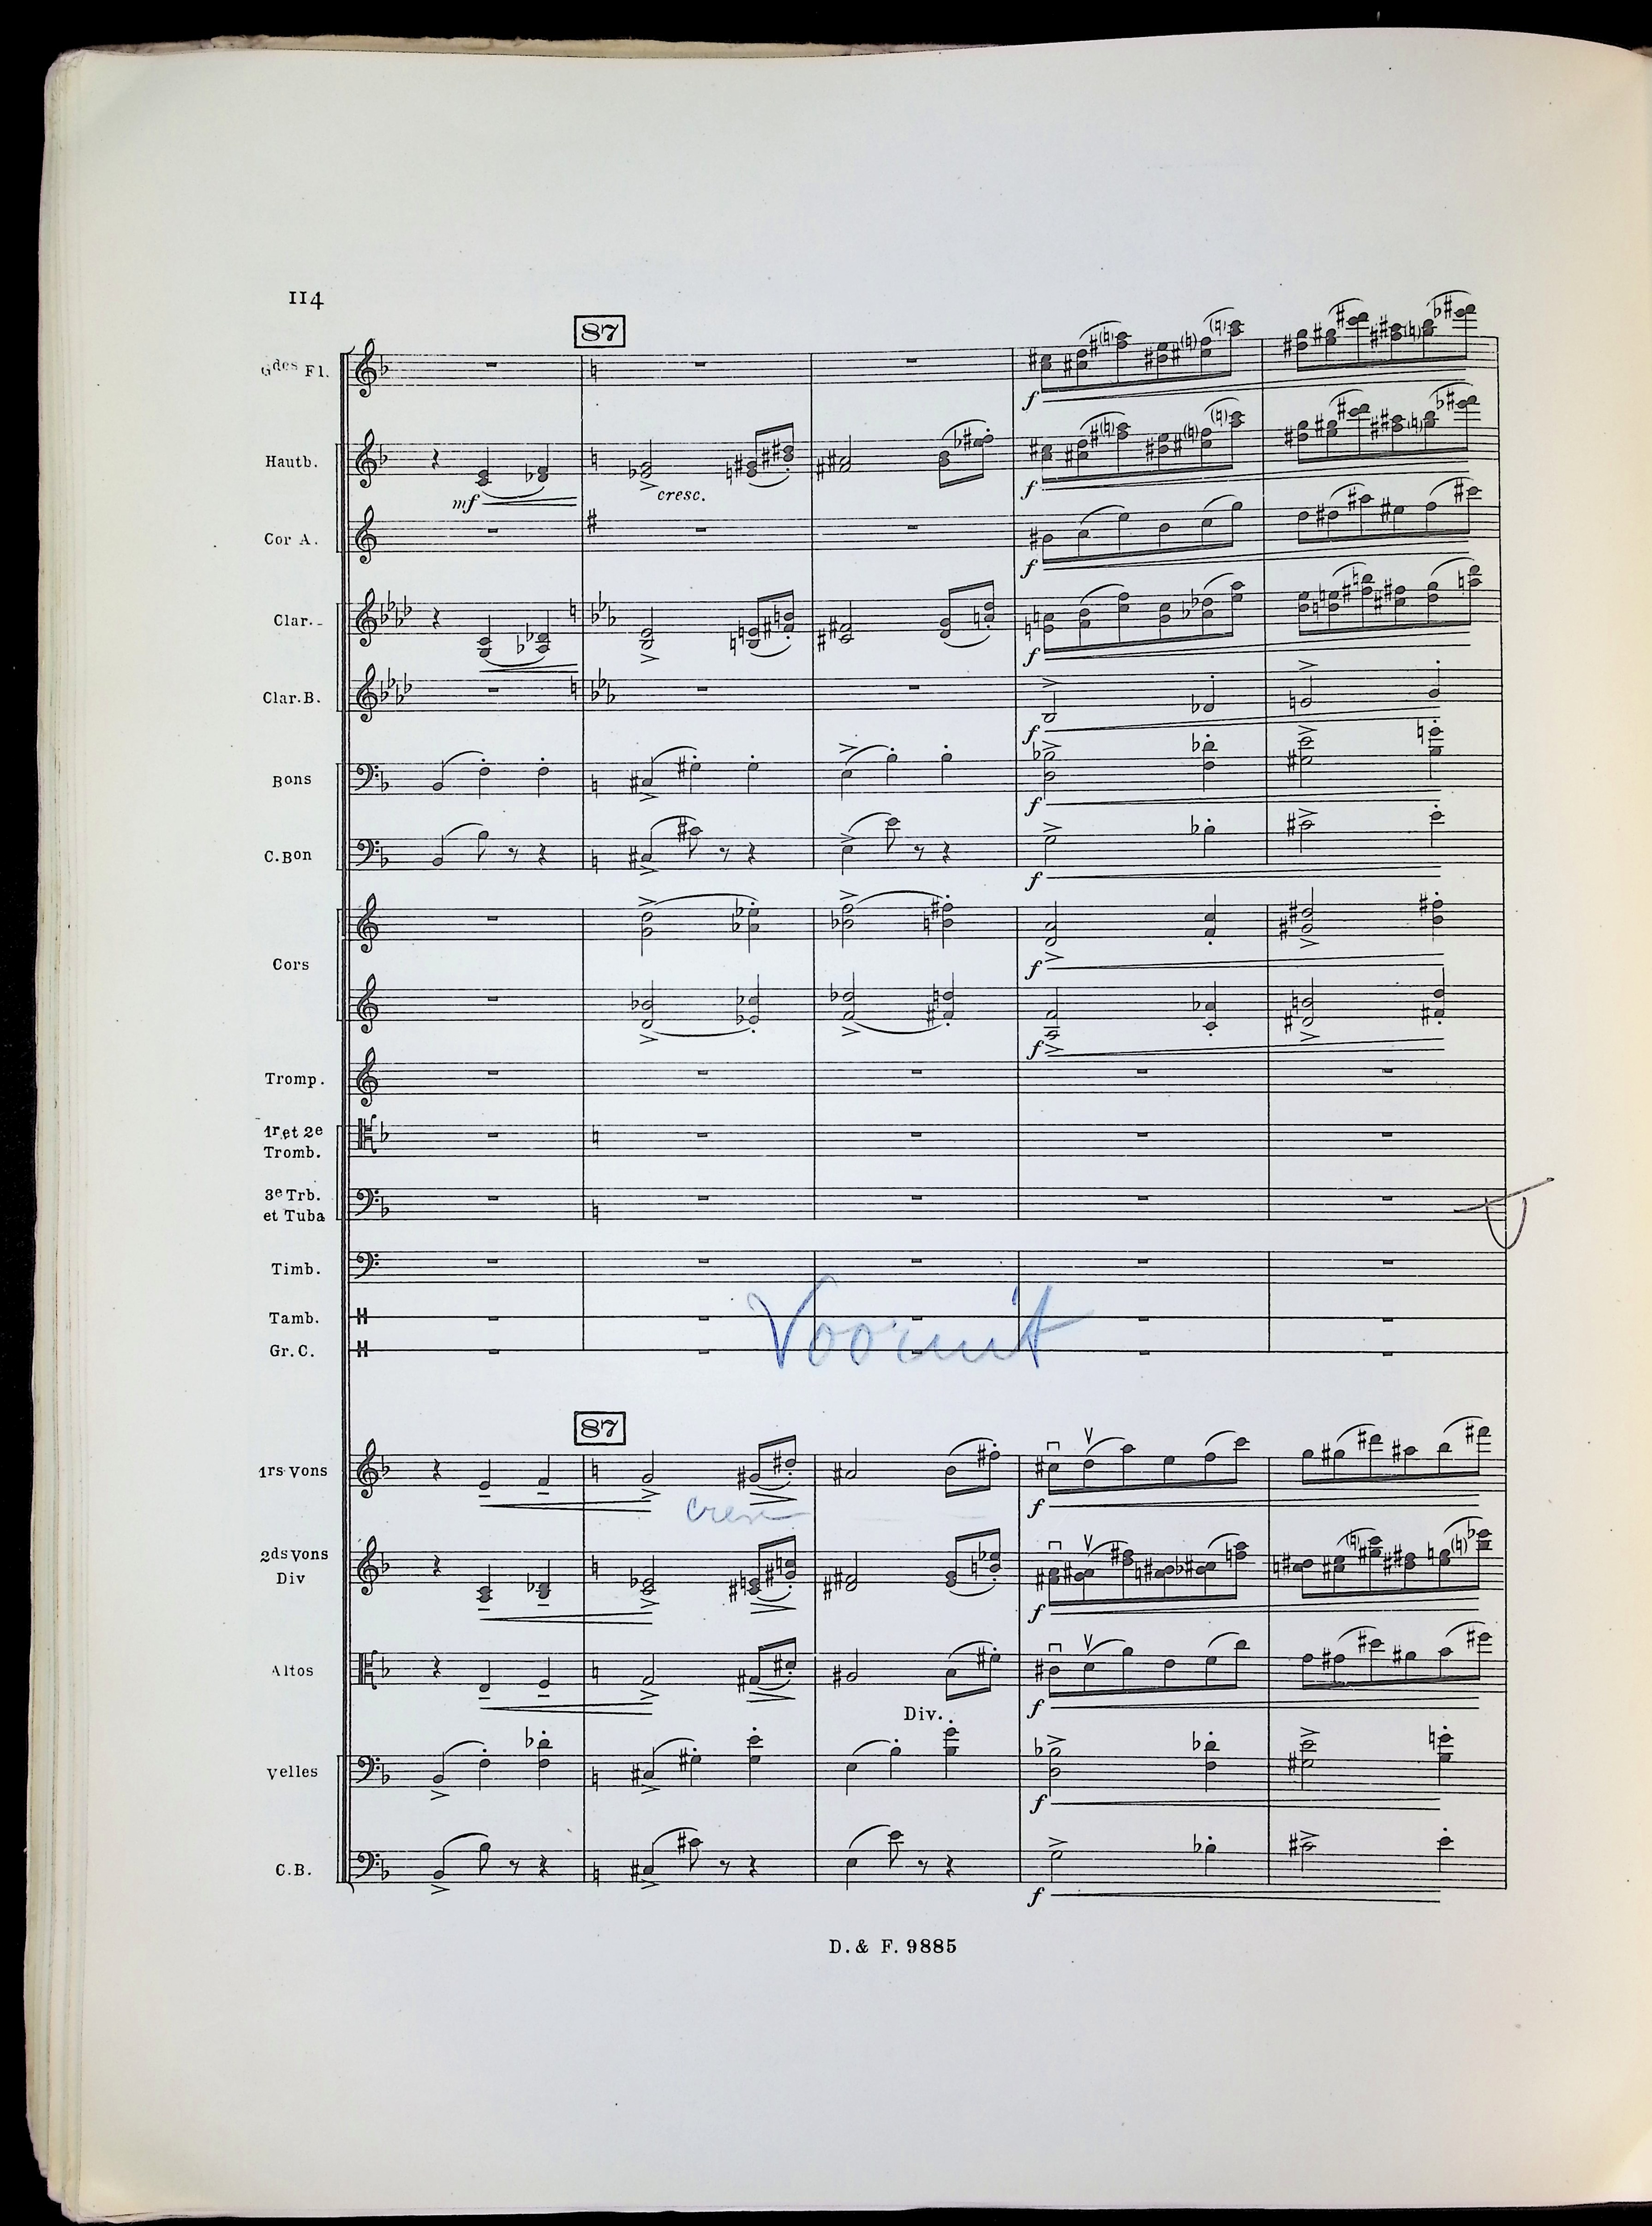 114
87
Gdes Fl.
Hautb.
mf
cresc.
f
f
Cor A.
f
Clar.
f
Clar. B.
f
Bons
f
C. Bon
f
Cors
f
f
Tromp.
1r et 2e
Tromb.
3e Trb.
et Tuba
Timb.
Tamb.
Gr. C.
Vooruit
87
1rs Vons
cresc
f
2ds Vons
Div
f
Altos
f
Div.
Velles
f
C.B.
f
D. & F. 9885